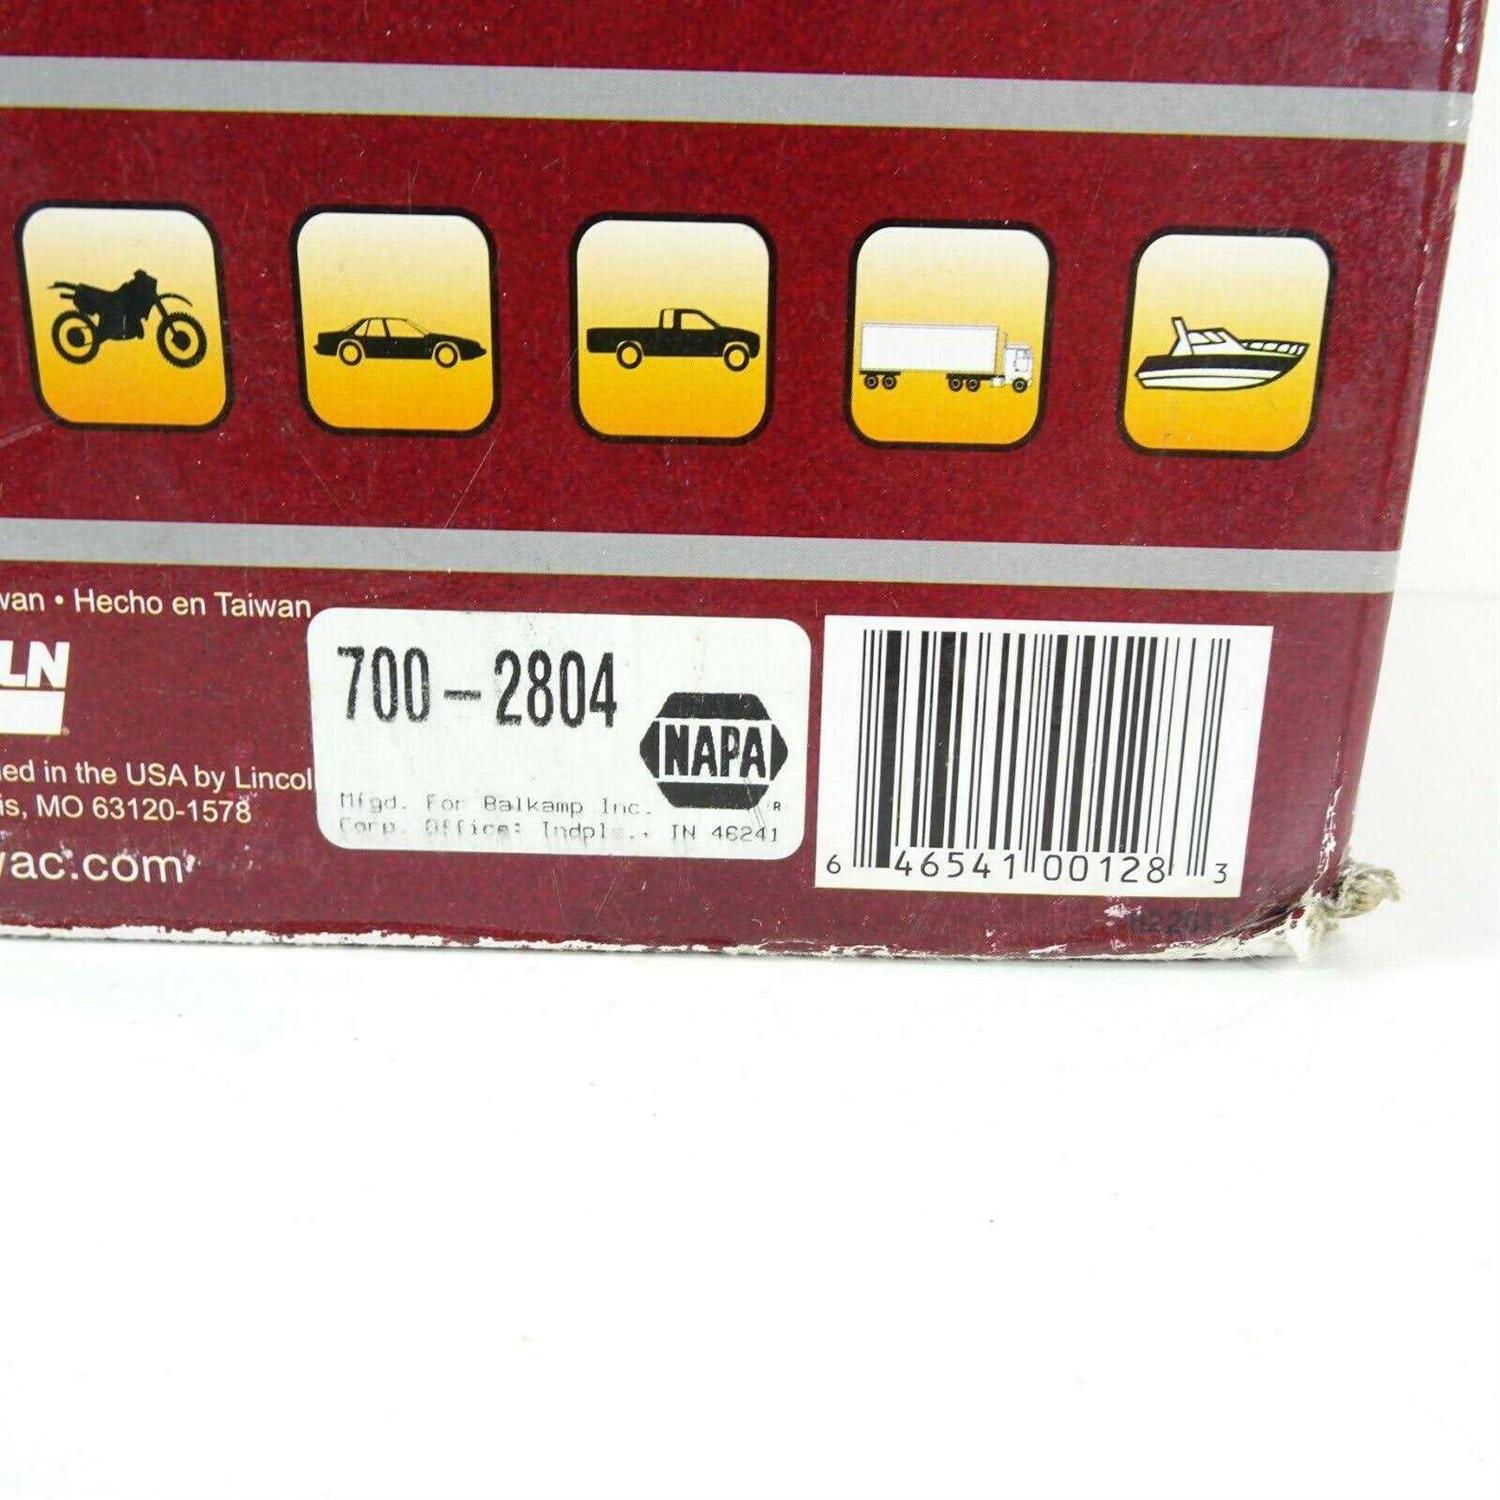 wan • Hecho en Taiwan
LN
ed in the USA by Lincol
is, MO 63120-1578
vac.com
700-2804
NAPA
R
Mfgd. For Balkamp Inc.
Corp. Office: Indpls., IN 46241
6 46541 00128 3